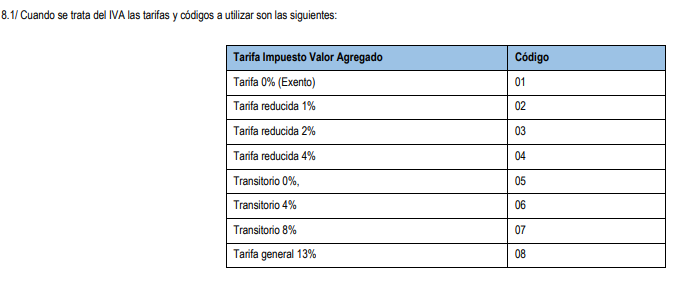 8.1/ Cuando se trata del IVA las tarifas y códigos a utilizar son las siguientes:
Tarifa Impuesto Valor Agregado Código
Tarifa 0% (Exento) 01
Tarifa reducida 1% 02
Tarifa reducida 2% 03
Tarifa reducida 4% 04
Transitorio 0%, 05
Transitorio 4% 06
Transitorio 8% 07
Tarifa general 13% 08